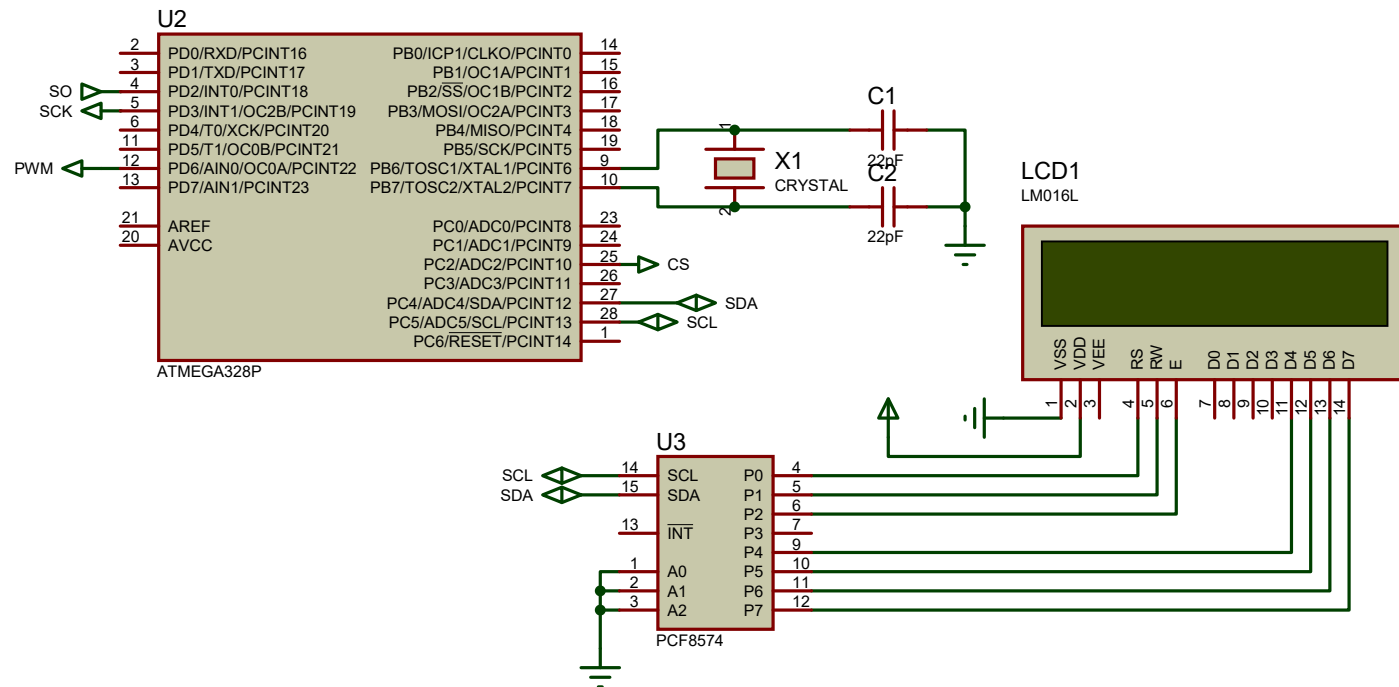 U2
2 PD0/RXD/PCINT16 PB0/ICP1/CLKO/PCINT0 14
3 PD1/TXD/PCINT17 PB1/OC1A/PCINT1 15
SO 4 PD2/INT0/PCINT18 PB2/SS/OC1B/PCINT2 16
SCK 5 PD3/INT1/OC2B/PCINT19 PB3/MOSI/OC2A/PCINT3 17
6 PD4/T0/XCK/PCINT20 PB4/MISO/PCINT4 18
11 PD5/T1/OC0B/PCINT21 PB5/SCK/PCINT5 19
PWM 12 PD6/AIN0/OC0A/PCINT22 PB6/TOSC1/XTAL1/PCINT6 9
13 PD7/AIN1/PCINT23 PB7/TOSC2/XTAL2/PCINT7 10
21 AREF PC0/ADC0/PCINT8 23
20 AVCC PC1/ADC1/PCINT9 24
PC2/ADC2/PCINT10 25 CS
PC3/ADC3/PCINT11 26
PC4/ADC4/SDA/PCINT12 27 SDA
PC5/ADC5/SCL/PCINT13 28 SCL
PC6/RESET/PCINT14 1
ATMEGA328P
1
X1
CRYSTAL
2
C1
22pF
C2
22pF
LCD1
LM016L
VSS VDD VEE RS RW E D0 D1 D2 D3 D4 D5 D6 D7
1 2 3 4 5 6 7 8 9 10 11 12 13 14
U3
SCL 14 SCL P0 4
SDA 15 SDA P1 5
P2 6
13 INT P3 7
P4 9
1 A0 P5 10
2 A1 P6 11
3 A2 P7 12
PCF8574